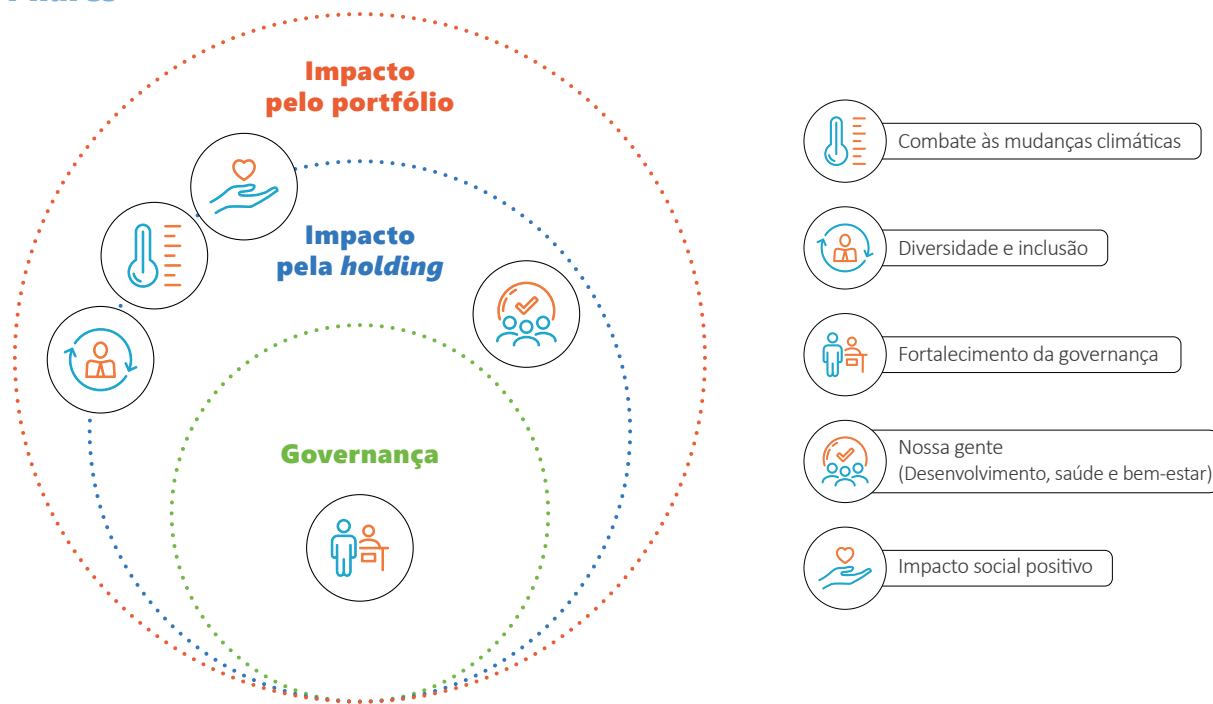 Impacto
pelo portfólio
Impacto
pela holding
Governança
Combate às mudanças climáticas
Diversidade e inclusão
Fortalecimento da governança
Nossa gente
(Desenvolvimento, saúde e bem-estar)
Impacto social positivo